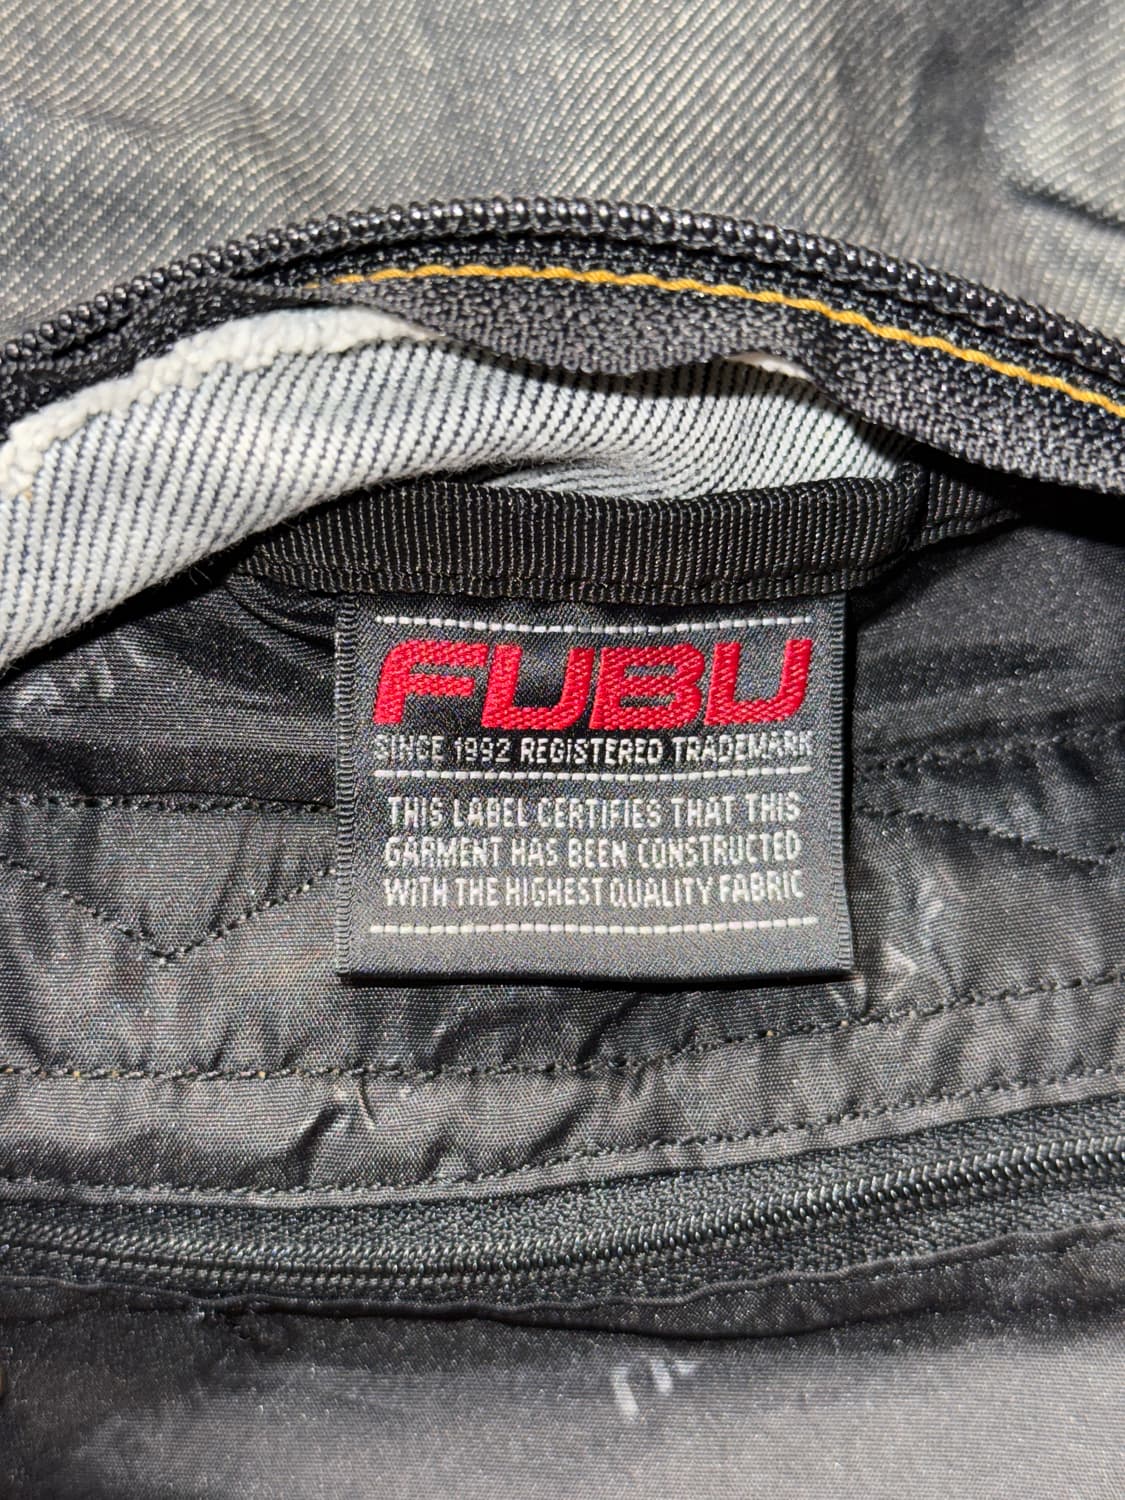 FUBU
SINCE 1992 REGISTERED TRADEMARK
THIS LABEL CERTIFIES THAT THIS
GARMENT HAS BEEN CONSTRUCTED
WITH THE HIGHEST QUALITY FABRIC